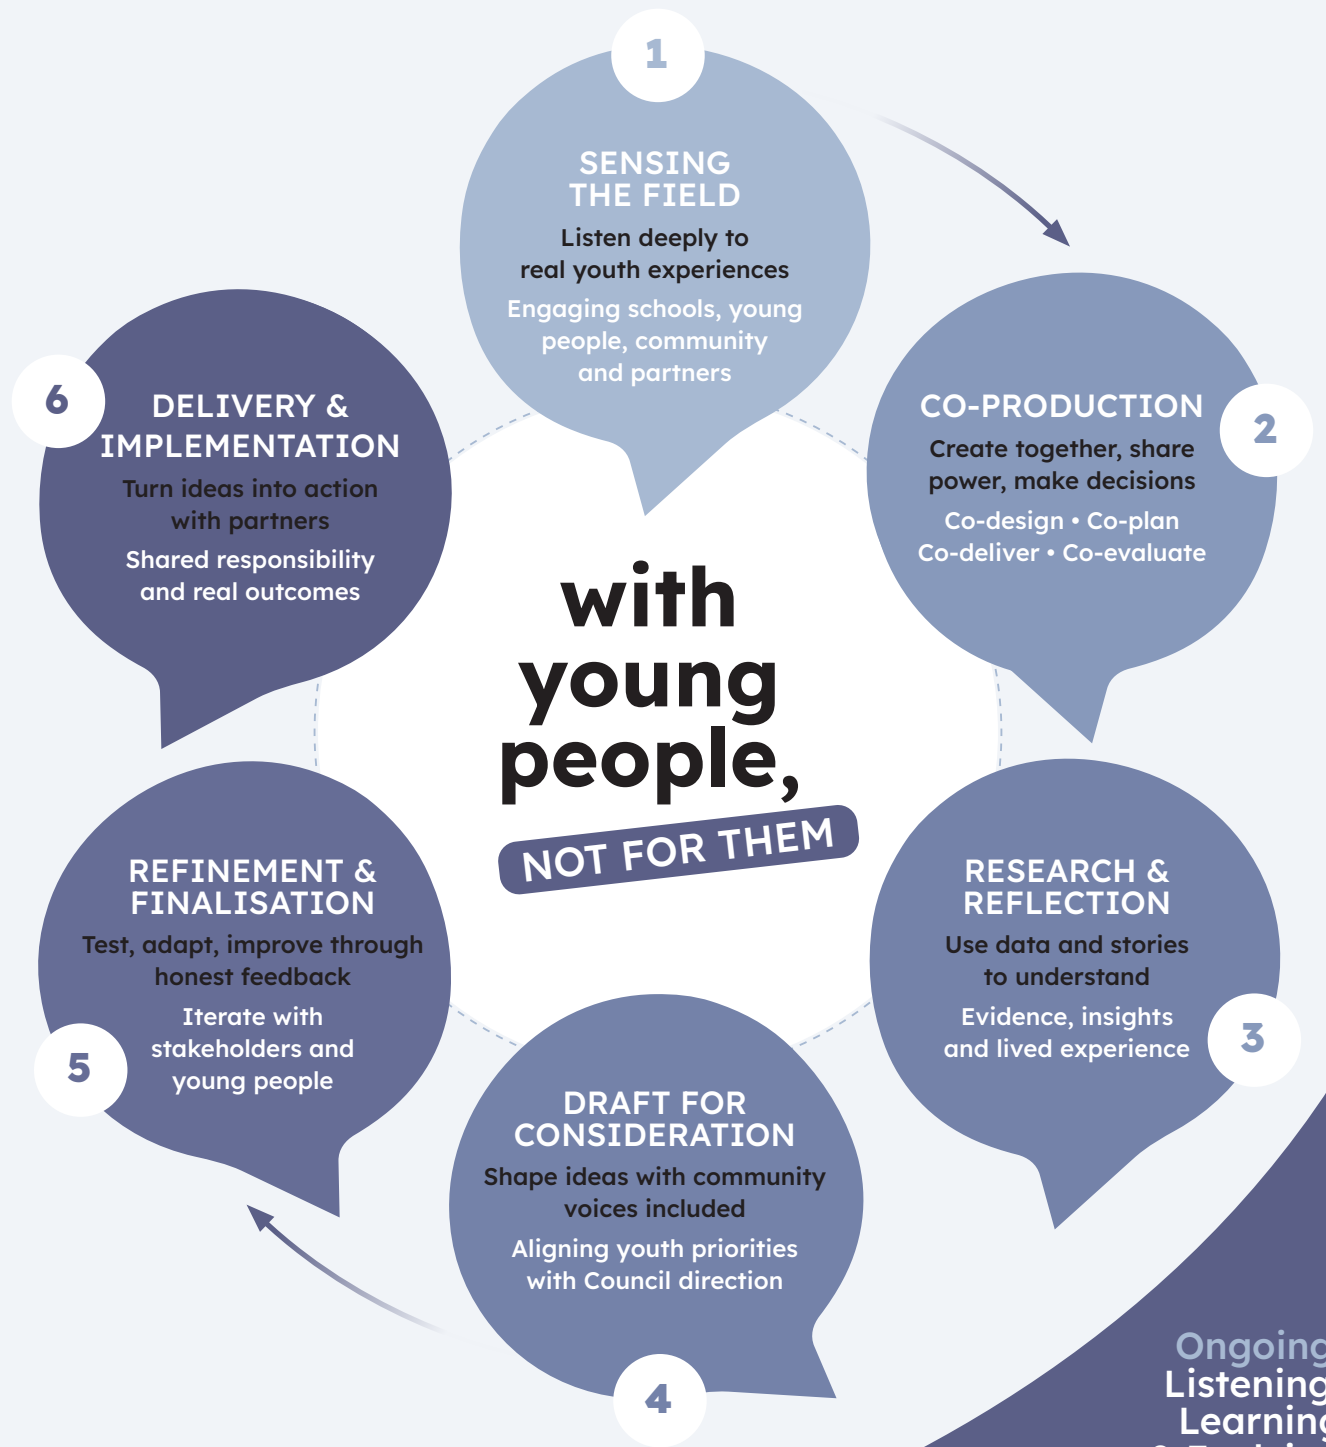 1
SENSING
THE FIELD
Listen deeply to
real youth experiences
Engaging schools, young
people, community
and partners
2
CO-PRODUCTION
Create together, share
power, make decisions
Co-design • Co-plan
Co-deliver • Co-evaluate
3
RESEARCH &
REFLECTION
Use data and stories
to understand
Evidence, insights
and lived experience
4
DRAFT FOR
CONSIDERATION
Shape ideas with community
voices included
Aligning youth priorities
with Council direction
5
REFINEMENT &
FINALISATION
Test, adapt, improve through
honest feedback
Iterate with
stakeholders and
young people
6
DELIVERY &
IMPLEMENTATION
Turn ideas into action
with partners
Shared responsibility
and real outcomes
with
young
people,
NOT FOR THEM
Ongoing
Listening
Learning